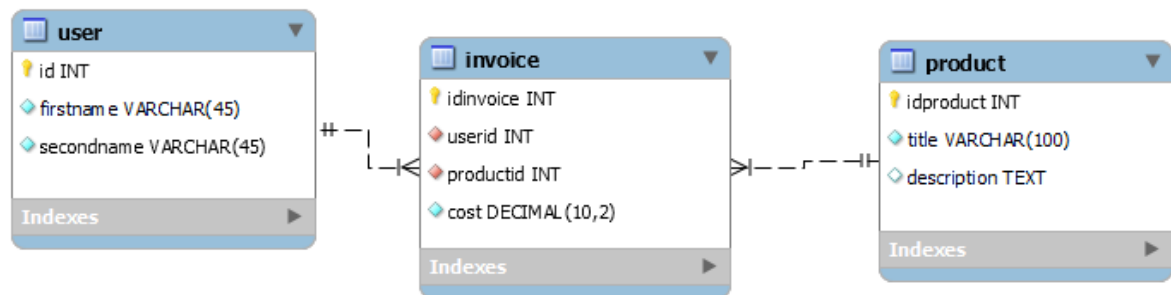 user
id INT
firstname VARCHAR(45)
secondname VARCHAR(45)
Indexes
invoice
idinvoice INT
userid INT
productid INT
cost DECIMAL(10,2)
Indexes
product
idproduct INT
title VARCHAR(100)
description TEXT
Indexes